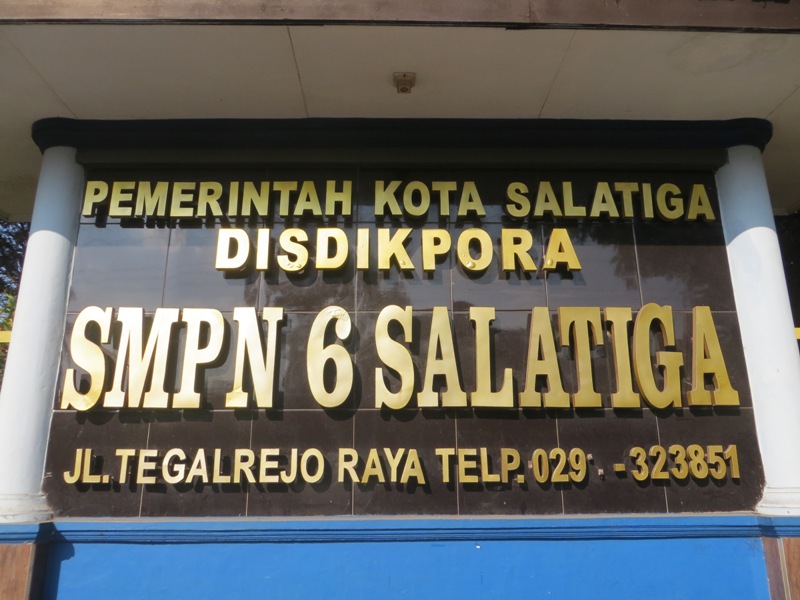 PEMERINTAH KOTA SALATIGA
DISDIKPORA
SMPN 6 SALATIGA
JL. TEGALREJO RAYA TELP. 029 -323851